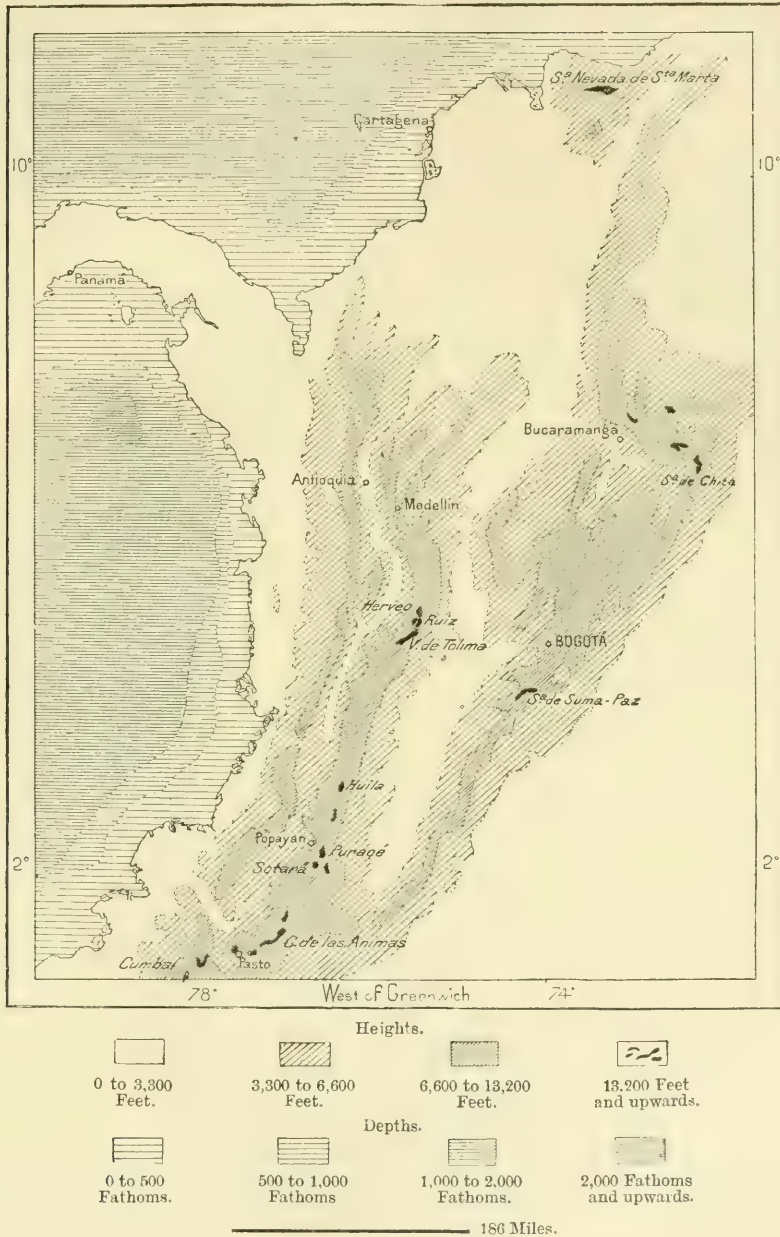 Sª Nevada de Sta Marta
Cartagena
10° 10°
Panama
Bucaramanga
Sª de Chita
Antioquia
Medellin
Herveo
Ruiz
V. de Tolima
BOGOTÁ
Sª de Suma-Paz
Huila
Popayan
Puracé
Sotará
2° 2°
C. de las Animas
Cumbal
Pasto
78° West of Greenwich 74°
Heights.
0 to 3,300 Feet.
3,300 to 6,600 Feet.
6,600 to 13,200 Feet.
13,200 Feet and upwards.
Depths.
0 to 500 Fathoms.
500 to 1,000 Fathoms
1,000 to 2,000 Fathoms.
2,000 Fathoms and upwards.
186 Miles.